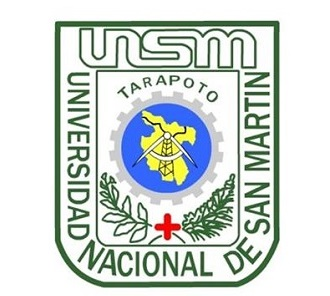 unsm
TARAPOTO
UNIVERSIDAD NACIONAL DE SAN MARTIN